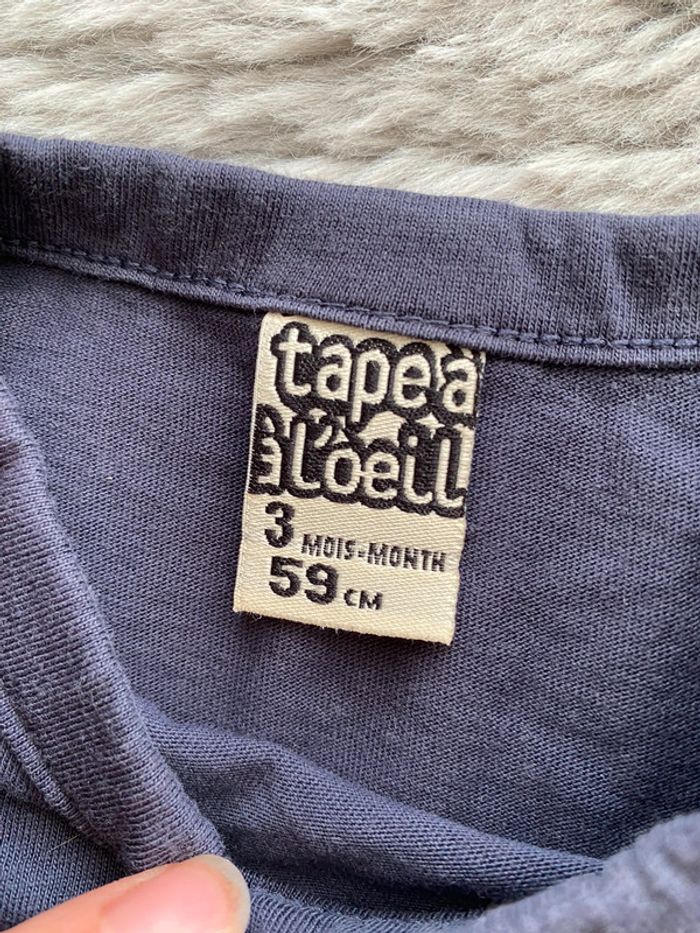 tape à
l'oeil
3 MOIS-MONTH
59 CM